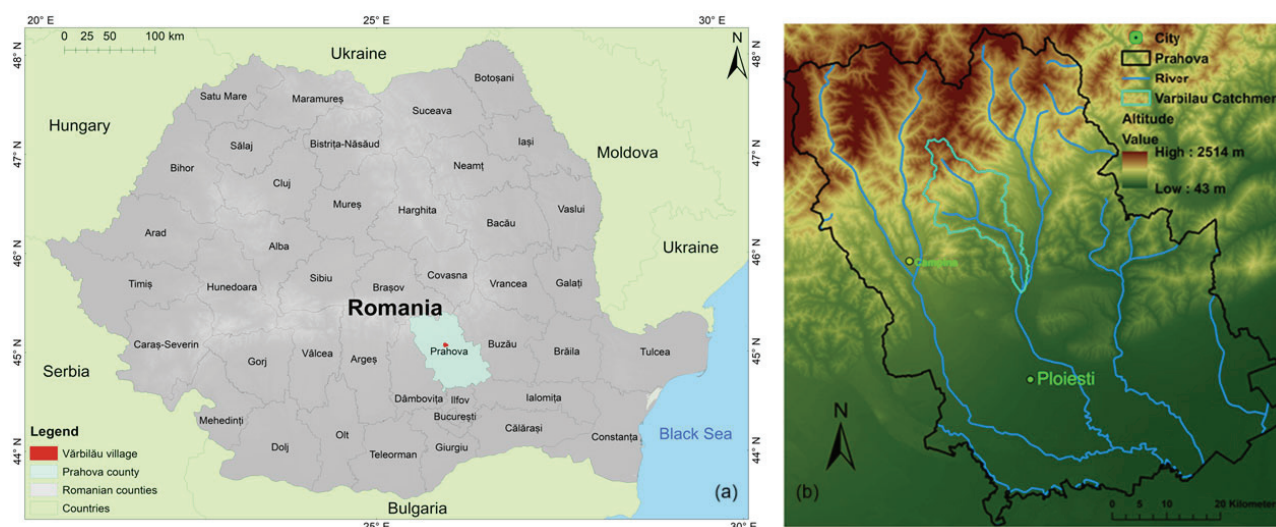 20° E
25° E
30° E
0 25 50 100 km
N
48° N
48° N
Ukraine
Botoșani
Satu Mare
Maramureș
Suceava
Hungary
47° N
Sălaj
Bistrița-Năsăud
Iași
47° N
Moldova
Bihor
Neamț
Cluj
Mureș
Harghita
Vaslui
Bacău
46° N
Arad
Alba
Ukraine
46° N
Timiș
Hunedoara
Sibiu
Brașov
Covasna
Vrancea
Galați
Romania
45° N
Caraș-Severin
Gorj
Vâlcea
Argeș
Prahova
Buzău
Brăila
Tulcea
45° N
Serbia
Dâmbovița
Ilfov
Ialomița
București
Mehedinți
Olt
Călărași
Constanța
Black Sea
Dolj
Teleorman
Giurgiu
44° N
44° N
Legend
Vărbilău village
Prahova county
Romanian counties
Countries
Bulgaria
(a)
25° E
30° E
City
Prahova
River
Varbilau Catchmen
Altitude
Value
High : 2514 m
Low : 43 m
Ploiesti
N
(b)
0 5 10 20 Kilometer